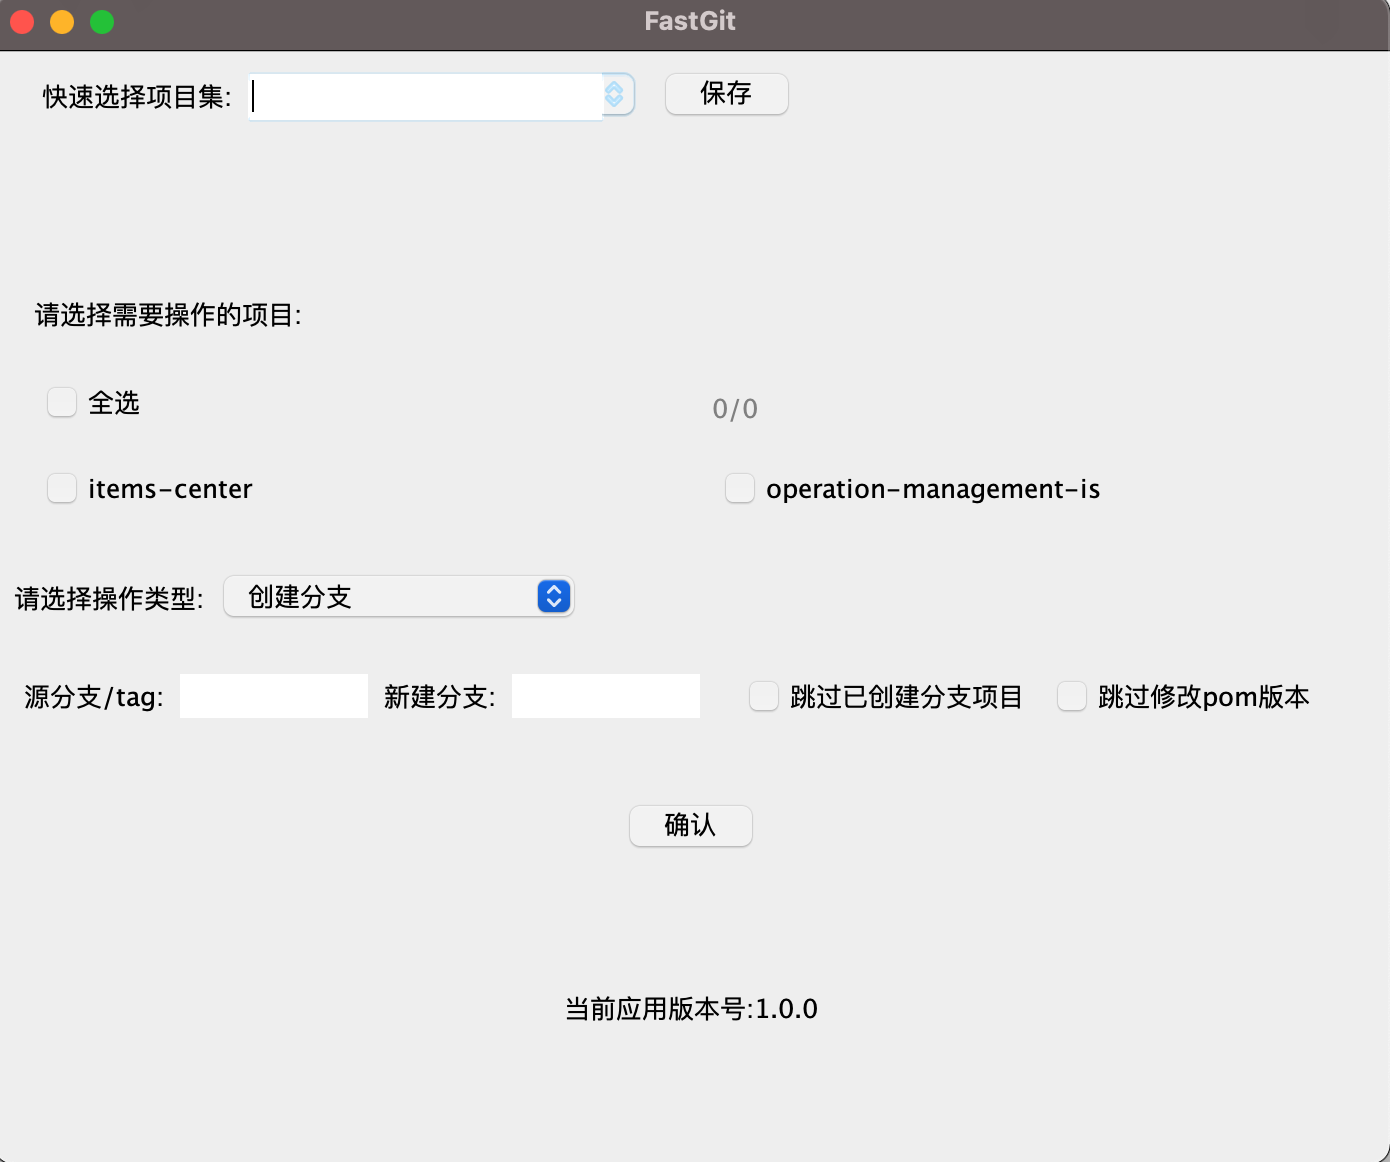 FastGit
快速选择项目集: 保存
请选择需要操作的项目:
全选 0/0
items-center operation-management-is
请选择操作类型: 创建分支
源分支/tag: 新建分支: 跳过已创建分支项目 跳过修改pom版本
确认
当前应用版本号:1.0.0